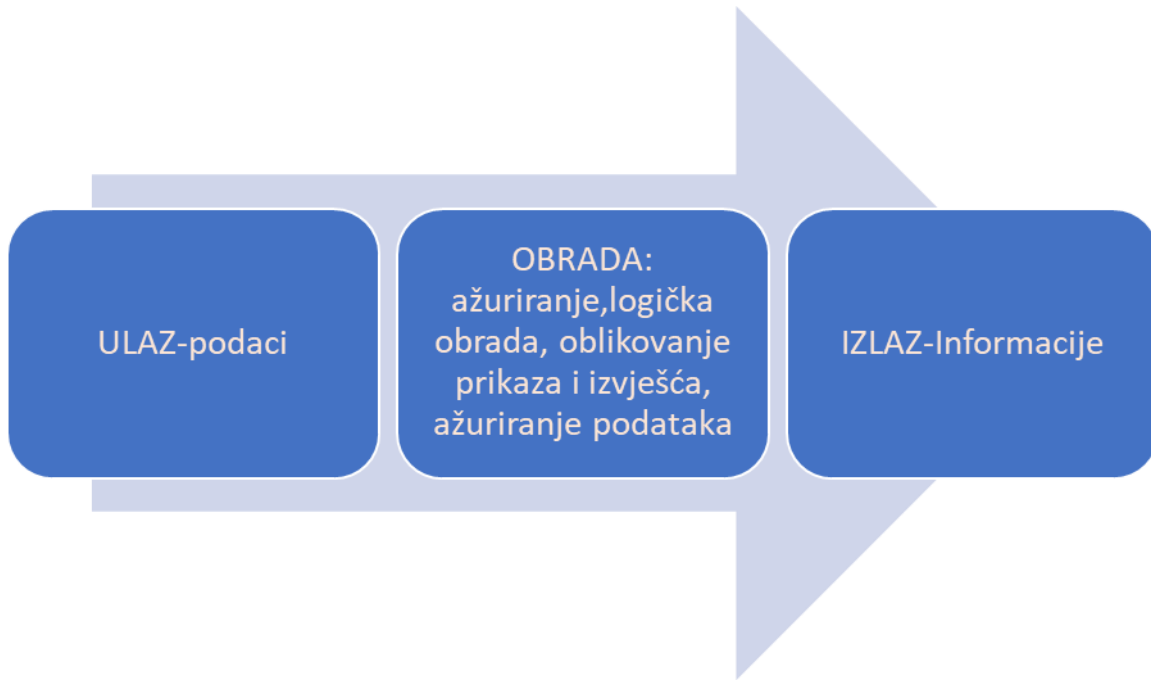 ULAZ-podaci
OBRADA:
ažuriranje,logička
obrada, oblikovanje
prikaza i izvješća,
ažuriranje podataka
IZLAZ-Informacije